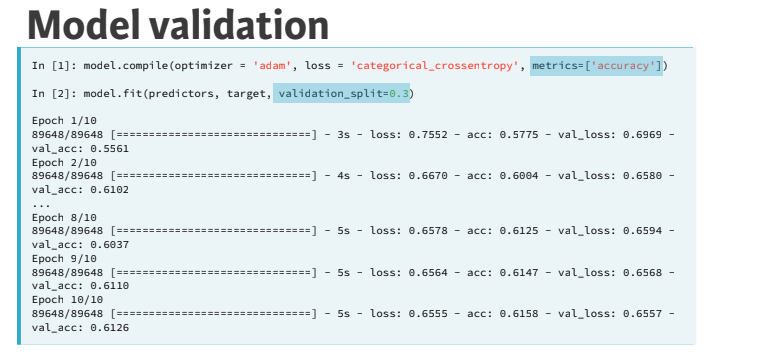 Model validation
In [1]: model.compile(optimizer = 'adam', loss = 'categorical_crossentropy', metrics=['accuracy'])
In [2]: model.fit(predictors, target, validation_split=0.3)
Epoch 1/10
89648/89648 [==============================] - 3s - loss: 0.7552 - acc: 0.5775 - val_loss: 0.6969 -
val_acc: 0.5561
Epoch 2/10
89648/89648 [==============================] - 4s - loss: 0.6670 - acc: 0.6004 - val_loss: 0.6580 -
val_acc: 0.6102
...
Epoch 8/10
89648/89648 [==============================] - 5s - loss: 0.6578 - acc: 0.6125 - val_loss: 0.6594 -
val_acc: 0.6037
Epoch 9/10
89648/89648 [==============================] - 5s - loss: 0.6564 - acc: 0.6147 - val_loss: 0.6568 -
val_acc: 0.6110
Epoch 10/10
89648/89648 [==============================] - 5s - loss: 0.6555 - acc: 0.6158 - val_loss: 0.6557 -
val_acc: 0.6126